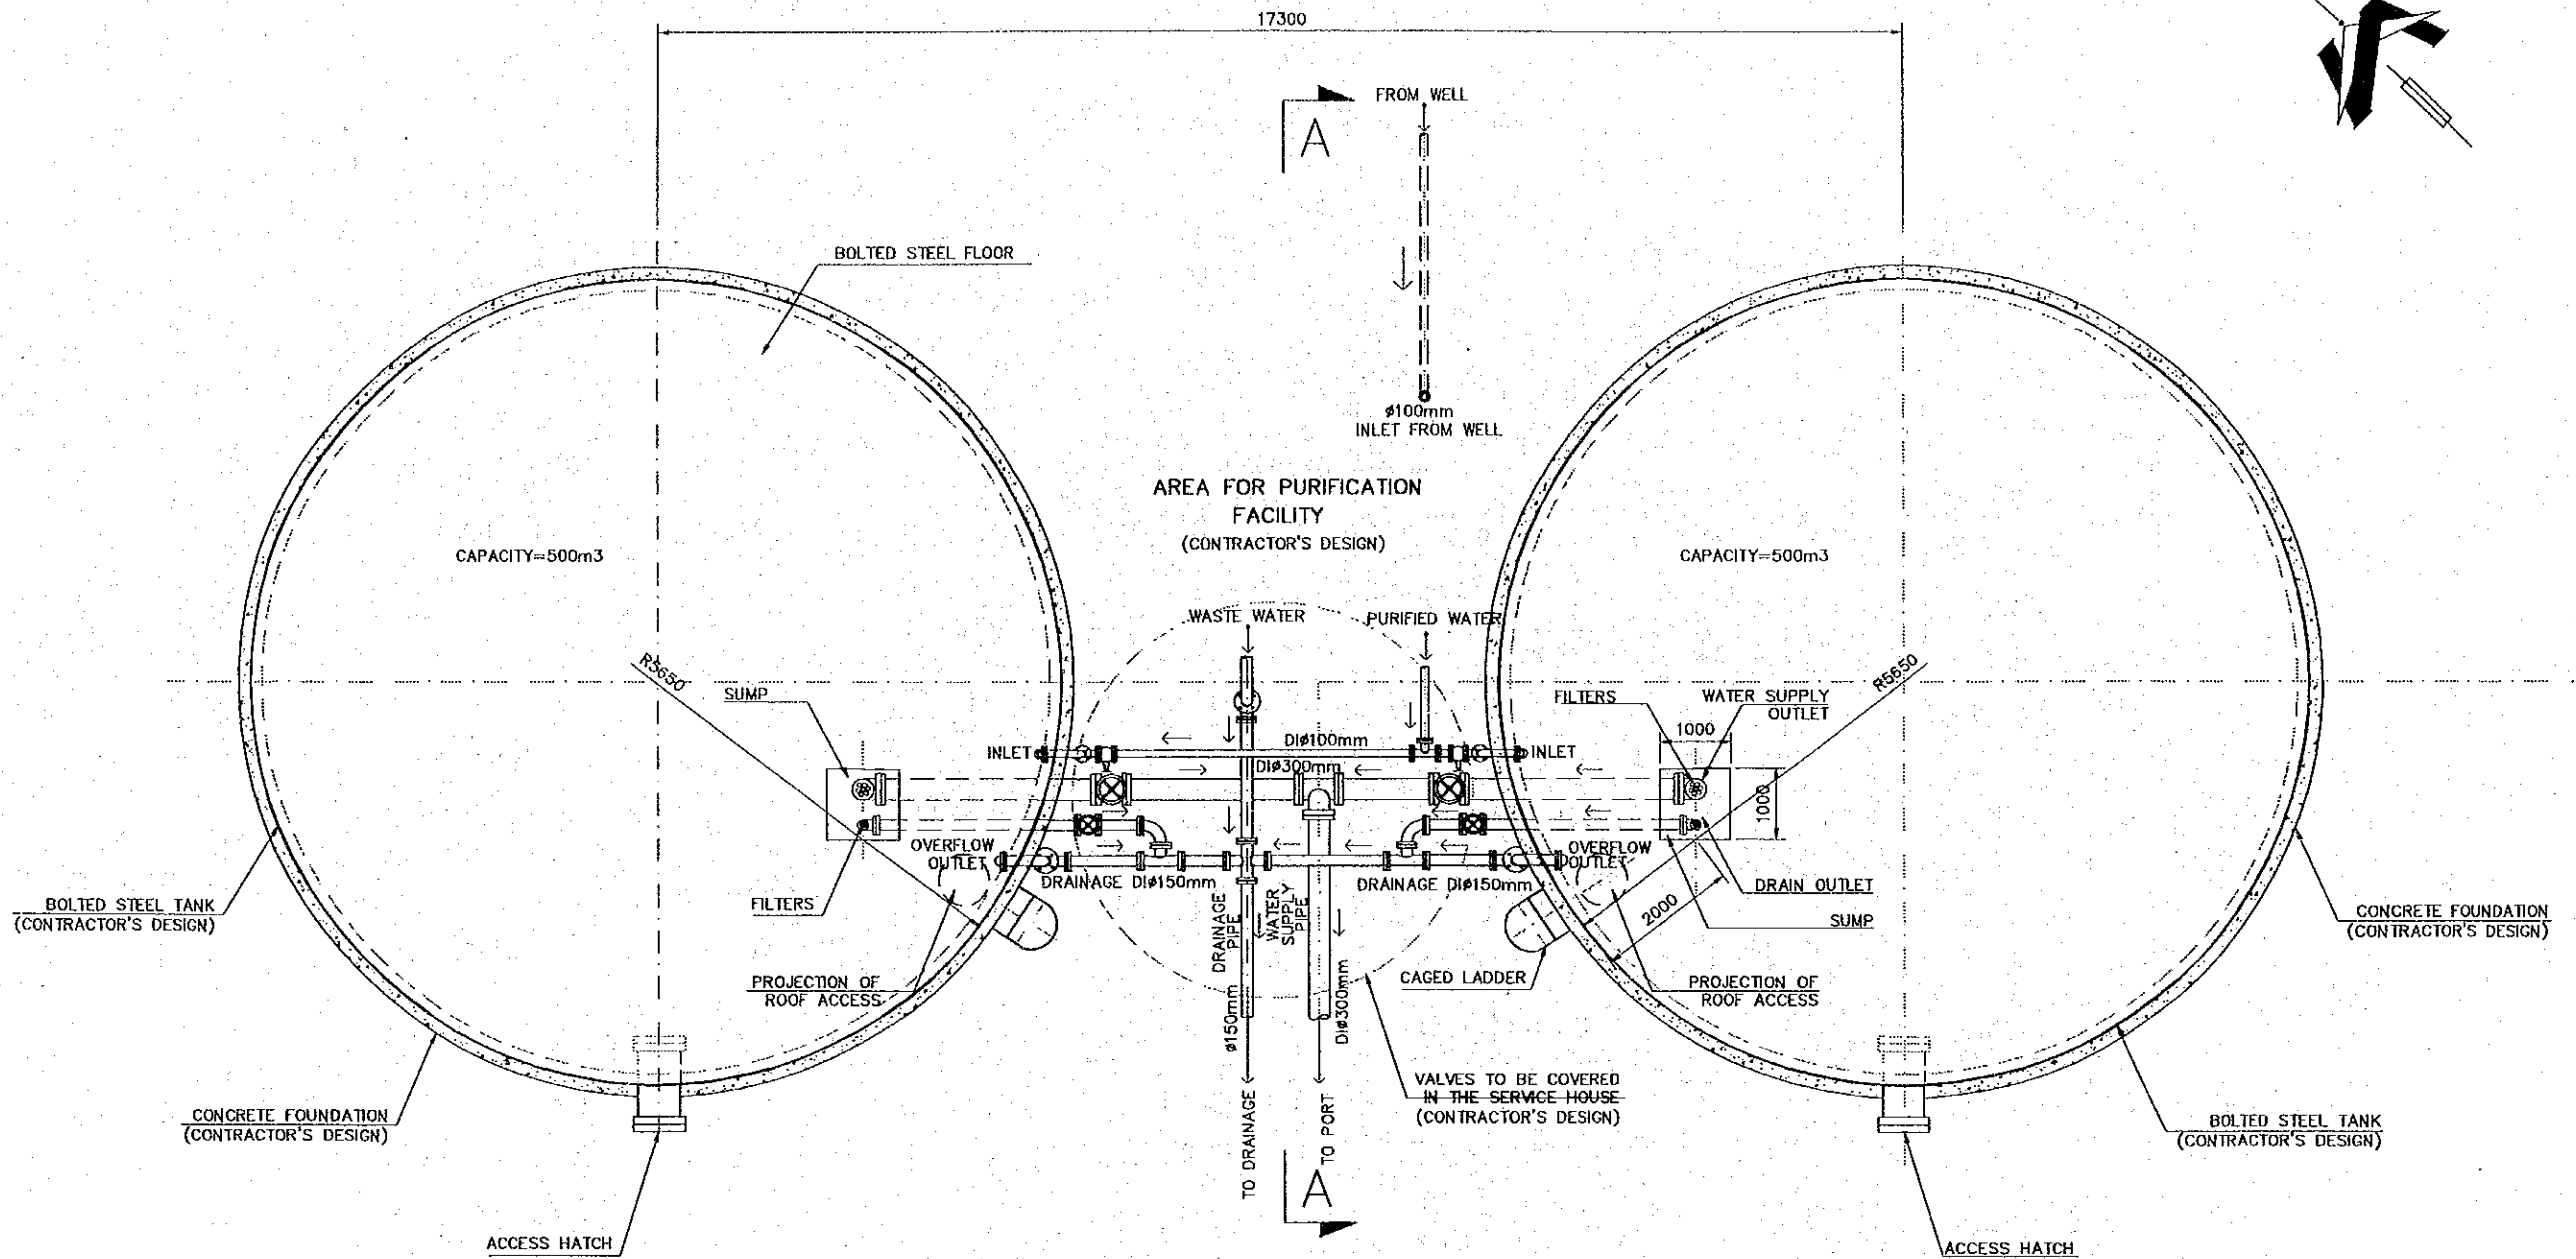 17300
FROM WELL
A
BOLTED STEEL FLOOR
ø100mm
INLET FROM WELL
AREA FOR PURIFICATION
FACILITY
(CONTRACTOR'S DESIGN)
CAPACITY=500m3
CAPACITY=500m3
WASTE WATER
PURIFIED WATER
R5650
R5650
SUMP
FILTERS
WATER SUPPLY
OUTLET
1000
INLET
DIø100mm
INLET
DIø300mm
1000
OVERFLOW
OUTLET
OVERFLOW
OUTLET
DRAINAGE DIø150mm
DRAINAGE DIø150mm
DRAIN OUTLET
BOLTED STEEL TANK
(CONTRACTOR'S DESIGN)
FILTERS
DRAINAGE
PIPE
WATER
SUPPLY
PIPE
2000
SUMP
CONCRETE FOUNDATION
(CONTRACTOR'S DESIGN)
PROJECTION OF
ROOF ACCESS
CAGED LADDER
PROJECTION OF
ROOF ACCESS
ø150mm
DIø300mm
VALVES TO BE COVERED
IN THE SERVICE HOUSE
(CONTRACTOR'S DESIGN)
CONCRETE FOUNDATION
(CONTRACTOR'S DESIGN)
BOLTED STEEL TANK
(CONTRACTOR'S DESIGN)
TO DRAINAGE
TO PORT
A
ACCESS HATCH
ACCESS HATCH